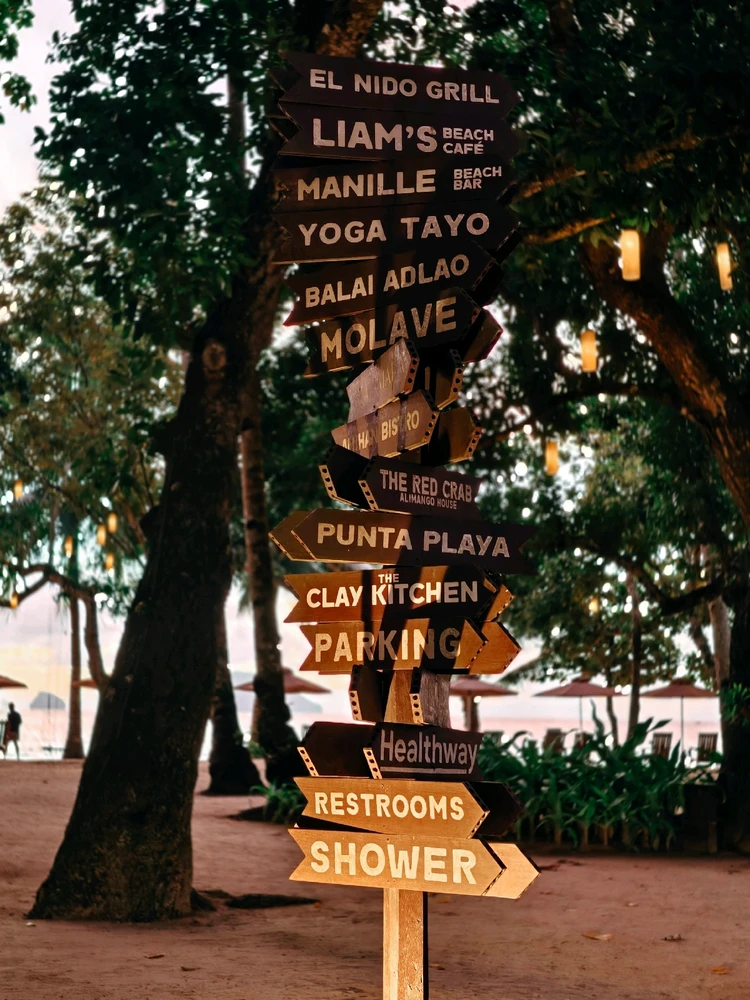 EL NIDO GRILL
LIAM'S BEACH CAFÉ
MANILLE BEACH BAR
YOGA TAYO
BALAI ADLAO
MOLAVE
BISTRO
THE RED CRAB
ALIMANGO HOUSE
PUNTA PLAYA
THE
CLAY KITCHEN
PARKING
Healthway
RESTROOMS
SHOWER